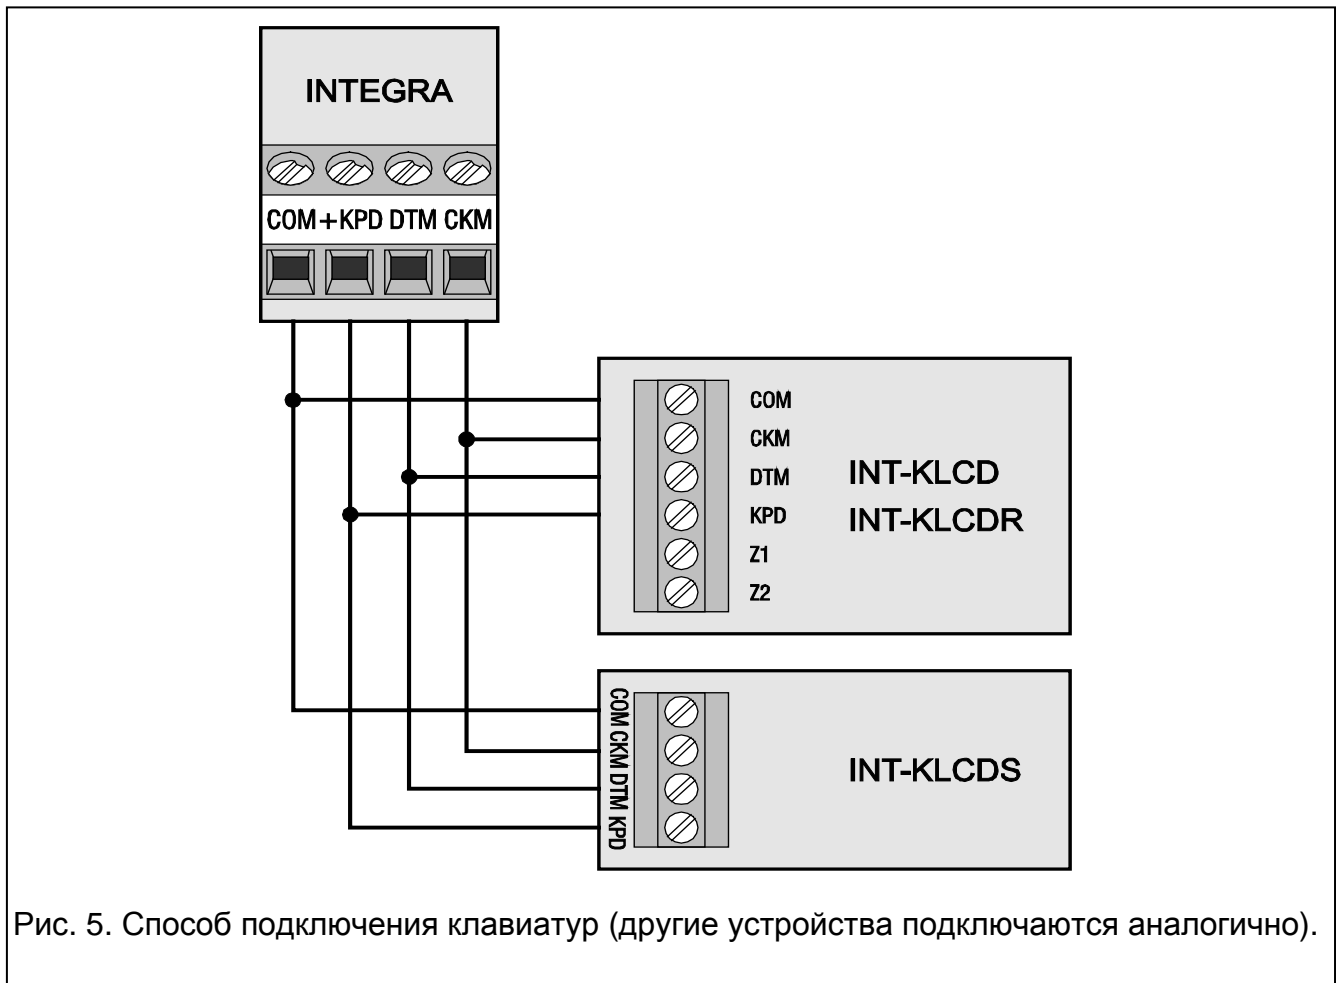 INTEGRA
COM +KPD DTM CKM
COM
CKM
DTM
KPD
Z1
Z2
INT-KLCD
INT-KLCDR
COM CKM DTM KPD
INT-KLCDS
Рис. 5. Способ подключения клавиатур (другие устройства подключаются аналогично).